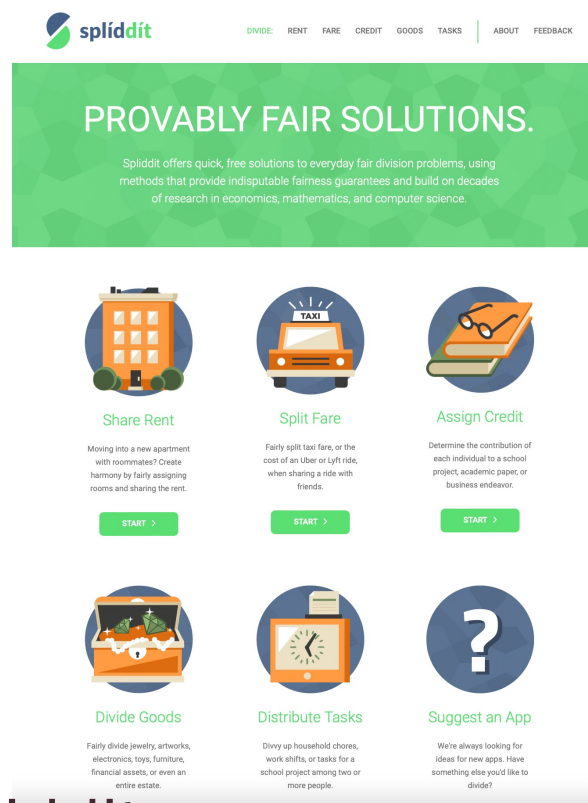 splíddít
DIVIDE: RENT FARE CREDIT GOODS TASKS ABOUT FEEDBACK
PROVABLY FAIR SOLUTIONS.
Spliddit offers quick, free solutions to everyday fair division problems, using
methods that provide indisputable fairness guarantees and build on decades
of research in economics, mathematics, and computer science.
TAXI
Share Rent
Moving into a new apartment
with roommates? Create
harmony by fairly assigning
rooms and sharing the rent.
START >
Split Fare
Fairly split taxi fare, or the
cost of an Uber or Lyft ride,
when sharing a ride with
friends.
START >
Assign Credit
Determine the contribution of
each individual to a school
project, academic paper, or
business endeavor.
START >
Divide Goods
Fairly divide jewelry, artworks,
electronics, toys, furniture,
financial assets, or even an
entire estate.
Distribute Tasks
Divvy up household chores,
work shifts, or tasks for a
school project among two or
more people.
?
Suggest an App
We're always looking for
ideas for new apps. Have
something else you'd like to
divide?